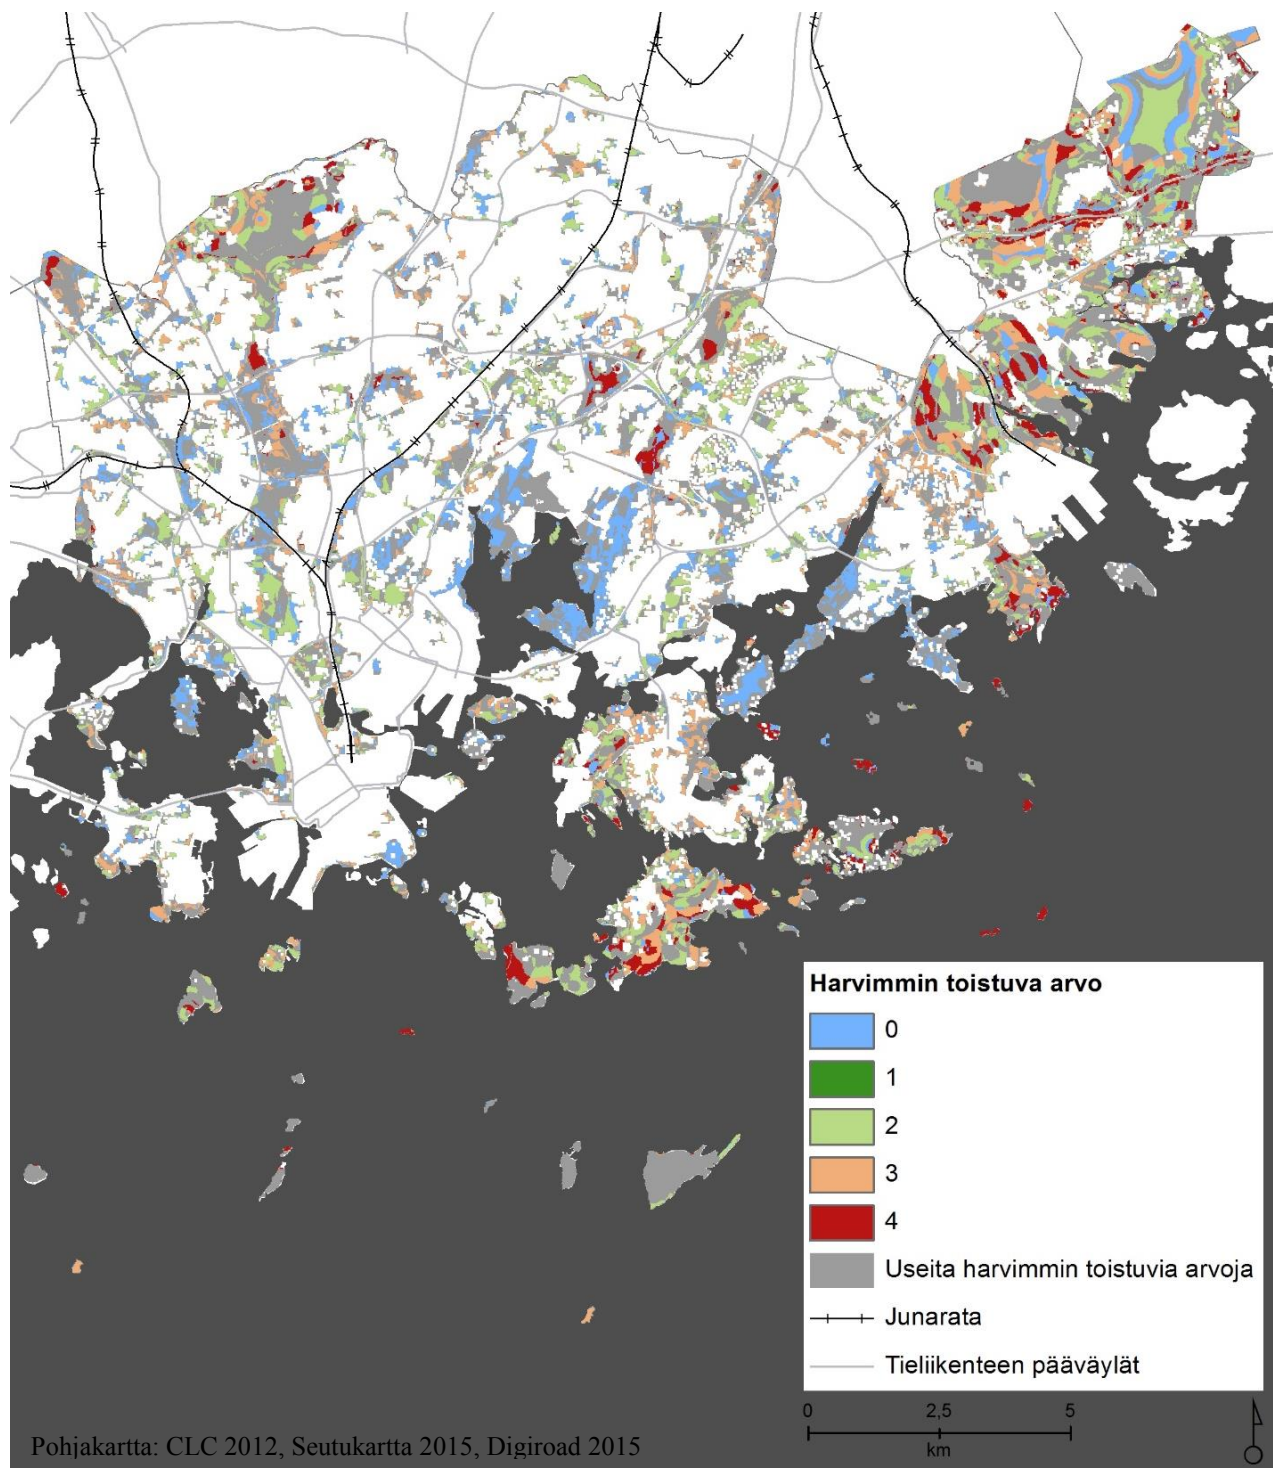 Harvimmin toistuva arvo
0
1
2
3
4
Useita harvimmin toistuvia arvoja
Junarata
Tieliikenteen pääväylät
0 2,5 5
km
Pohjakartta: CLC 2012, Seutukartta 2015, Digiroad 2015